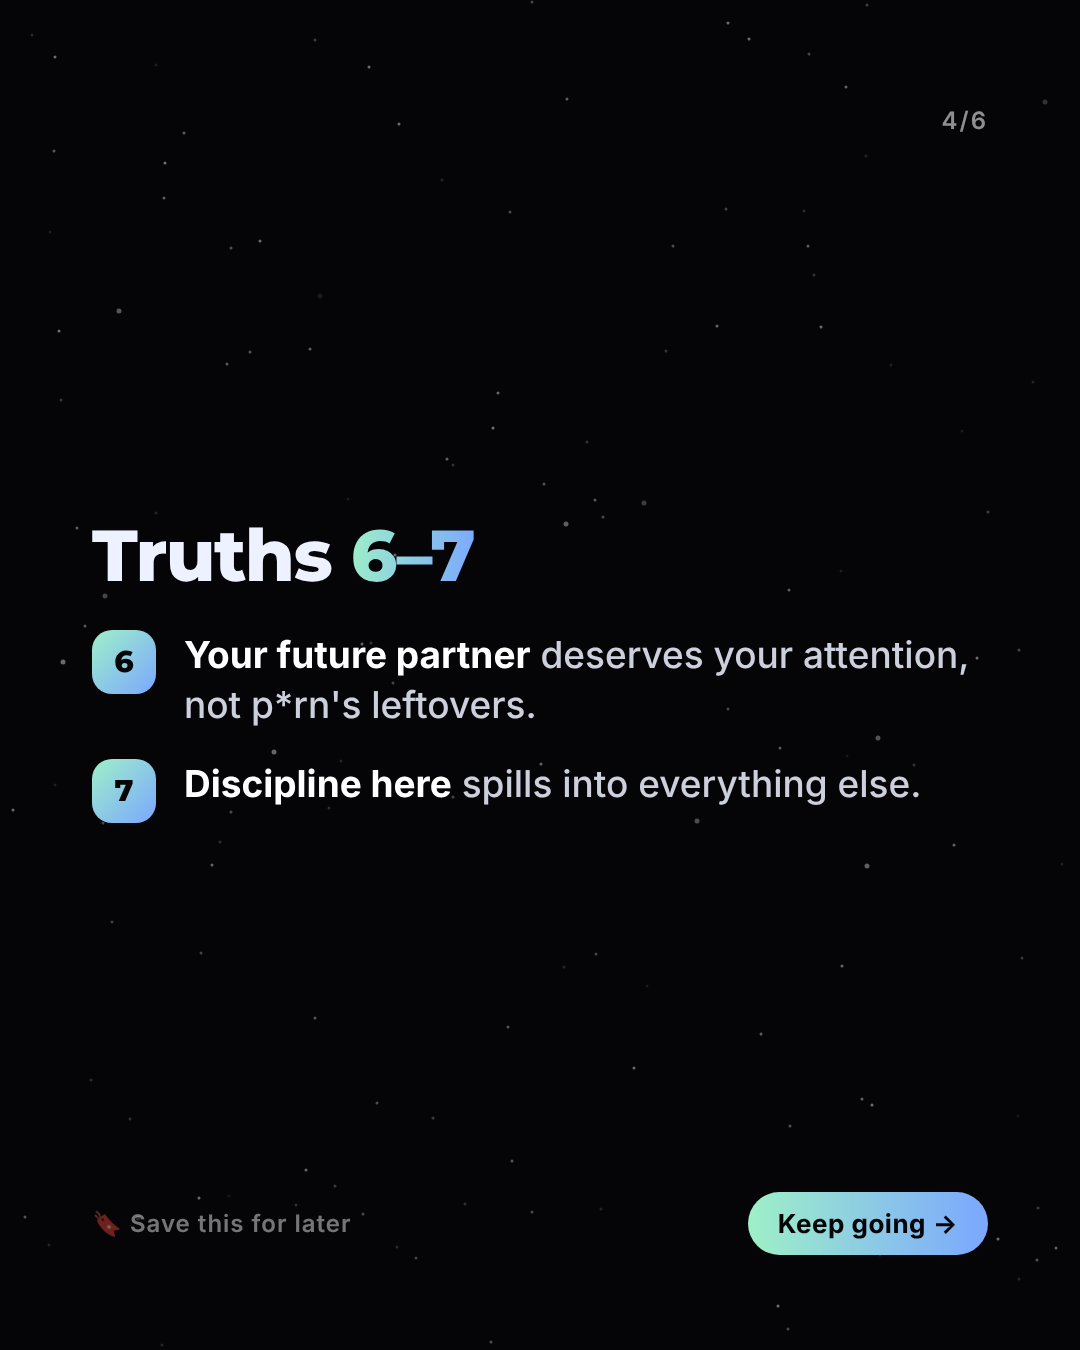 4/6
Truths 6–7
6
Your future partner deserves your attention,
not p*rn's leftovers.
7
Discipline here spills into everything else.
🔖 Save this for later
Keep going →